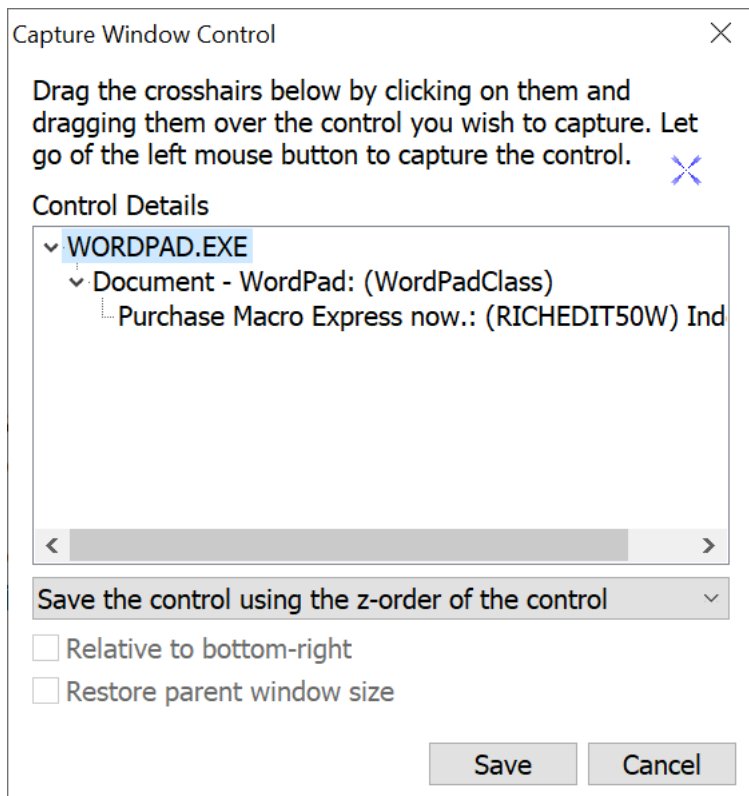 Capture Window Control
Drag the crosshairs below by clicking on them and
dragging them over the control you wish to capture. Let
go of the left mouse button to capture the control.
Control Details
WORDPAD.EXE
Document - WordPad: (WordPadClass)
Purchase Macro Express now.: (RICHEDIT50W) Ind
Save the control using the z-order of the control
Relative to bottom-right
Restore parent window size
Save Cancel